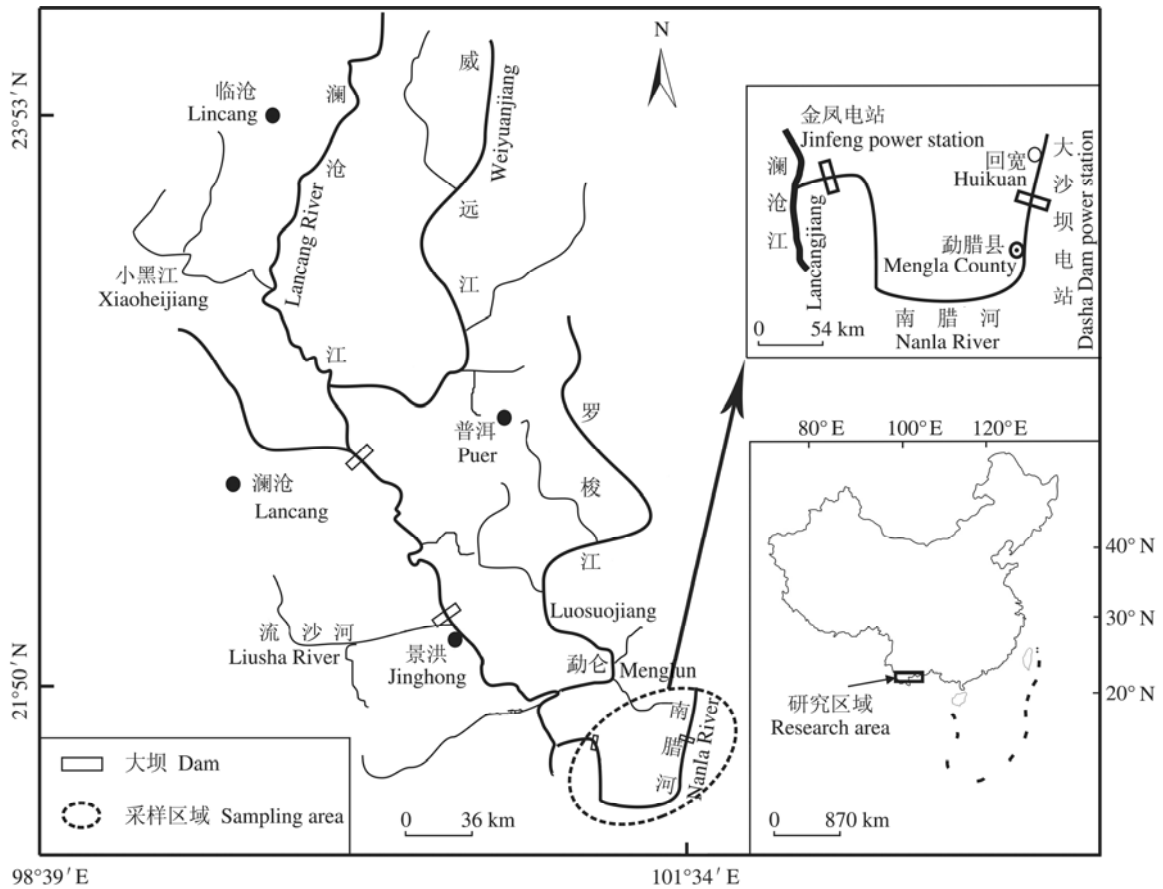 N
23°53′ N
21°50′ N
98°39′ E
101°34′ E
临沧
Lincang
澜沧江
Lancang River
威远江
Weiyuanjiang
小黑江
Xiaoheijiang
普洱
Puer
澜沧
Lancang
罗梭江
Luosuojiang
流沙河
Liusha River
景洪
Jinghong
勐仑
Menglun
南腊河
Nanla River
大坝 Dam
采样区域 Sampling area
0 36 km
金凤电站
Jinfeng power station
澜沧江
Lancangjiang
回宽
Huikuan
大沙坝电站
Dasha Dam power station
勐腊县
Mengla County
0 54 km
南腊河
Nanla River
80° E 100° E 120° E
40° N
30° N
20° N
研究区域
Research area
0 870 km